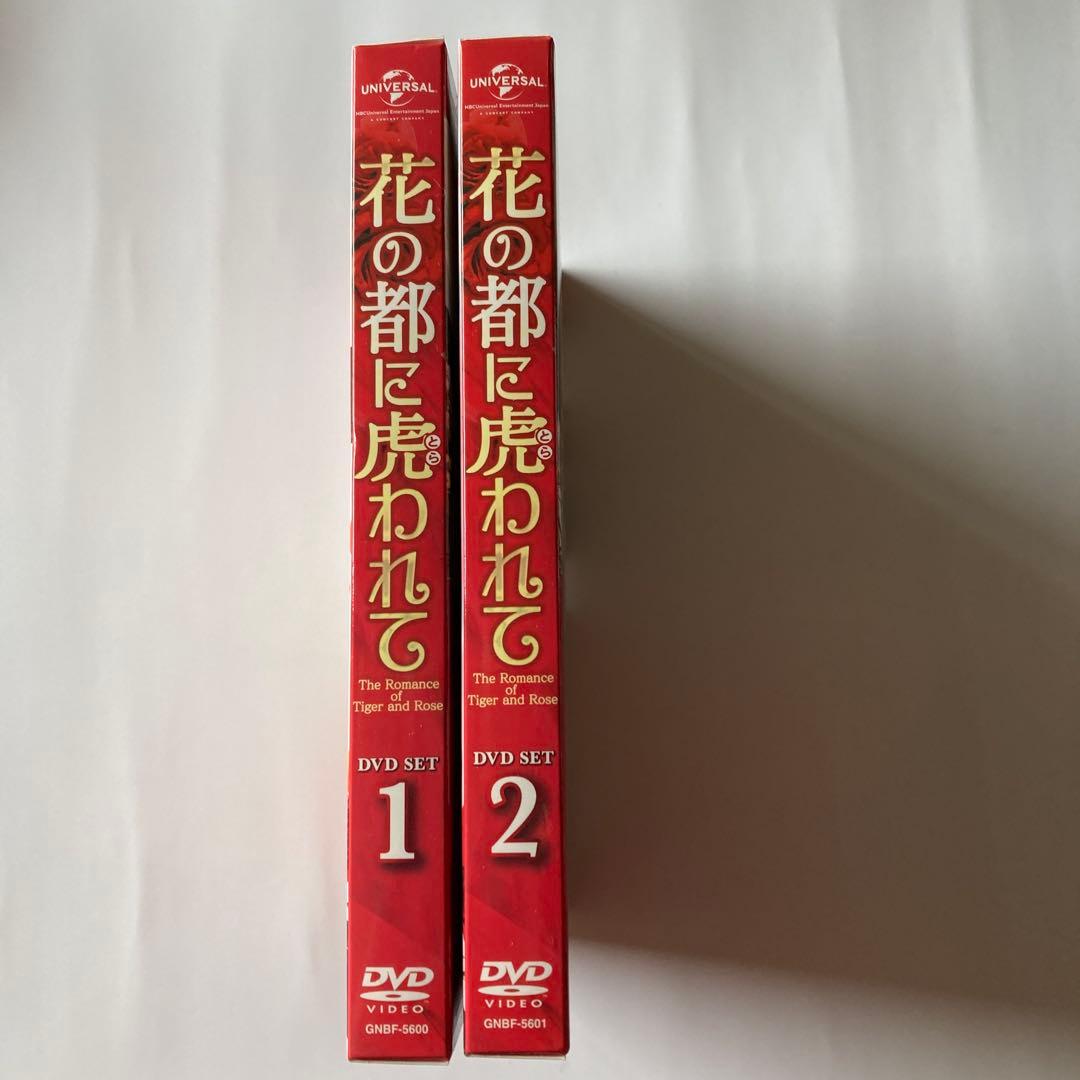 UNIVERSAL
NBCUniversal Entertainment Japan
A COMCAST COMPANY
花の都に虎われて
とら
The Romance
of
Tiger and Rose
DVD SET
1
DVD
VIDEO™
GNBF-5600
UNIVERSAL
NBCUniversal Entertainment Japan
A COMCAST COMPANY
花の都に虎われて
とら
The Romance
of
Tiger and Rose
DVD SET
2
DVD
VIDEO™
GNBF-5601